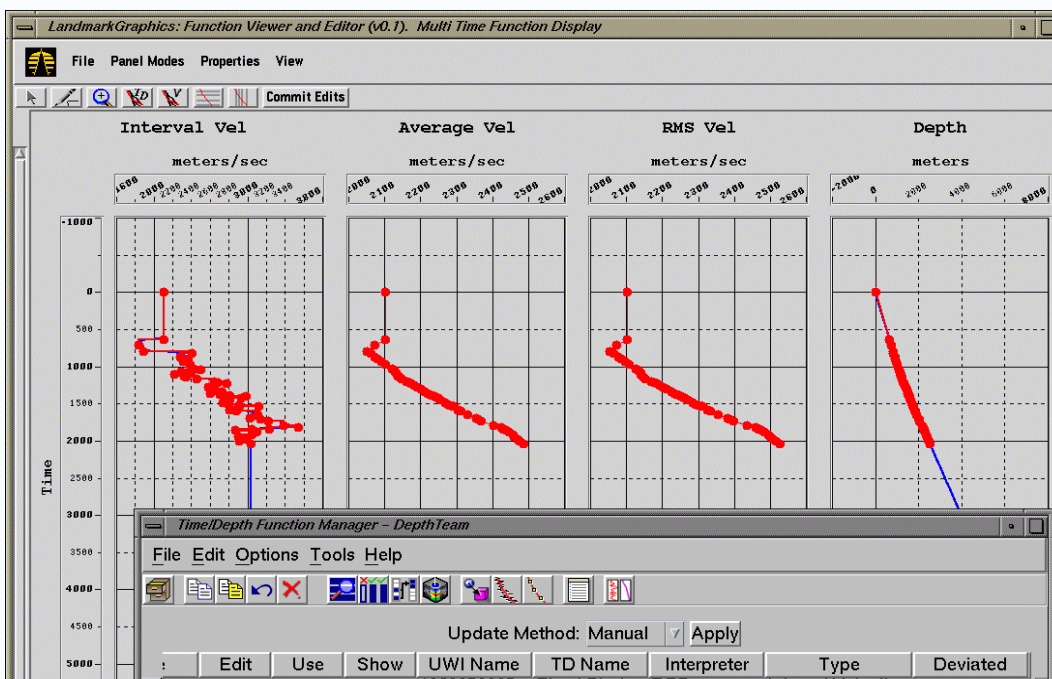 LandmarkGraphics: Function Viewer and Editor (v0.1). Multi Time Function Display
File Panel Modes Properties View
ID V Commit Edits
Interval Vel Average Vel RMS Vel Depth
meters/sec meters/sec meters/sec meters
1600 2000 2200 2400 2600 2800 3000 3200 3400 3800
2000 2100 2200 2300 2400 2500 2600
2000 2100 2200 2300 2400 2500 2600
-2000 0 2000 4000 6000 8000
-1000
0
500
1000
1500
2000
Time
2500
3000
3500
4000
4500
5000
Time/Depth Function Manager – DepthTeam
File Edit Options Tools Help
Update Method: Manual Apply
Edit Use Show UWI Name TD Name Interpreter Type Deviated